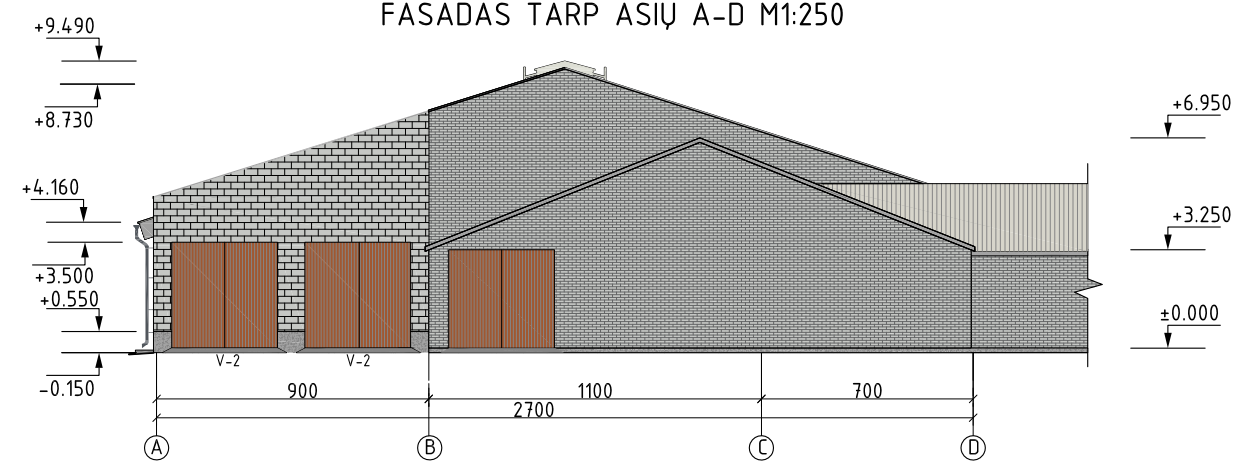 FASADAS TARP ASIŲ A-D M1:250
+9.490
+8.730
+6.950
+4.160
+3.250
+3.500
+0.550
±0.000
-0.150
V-2 V-2
900 1100 700
2700
A B C D